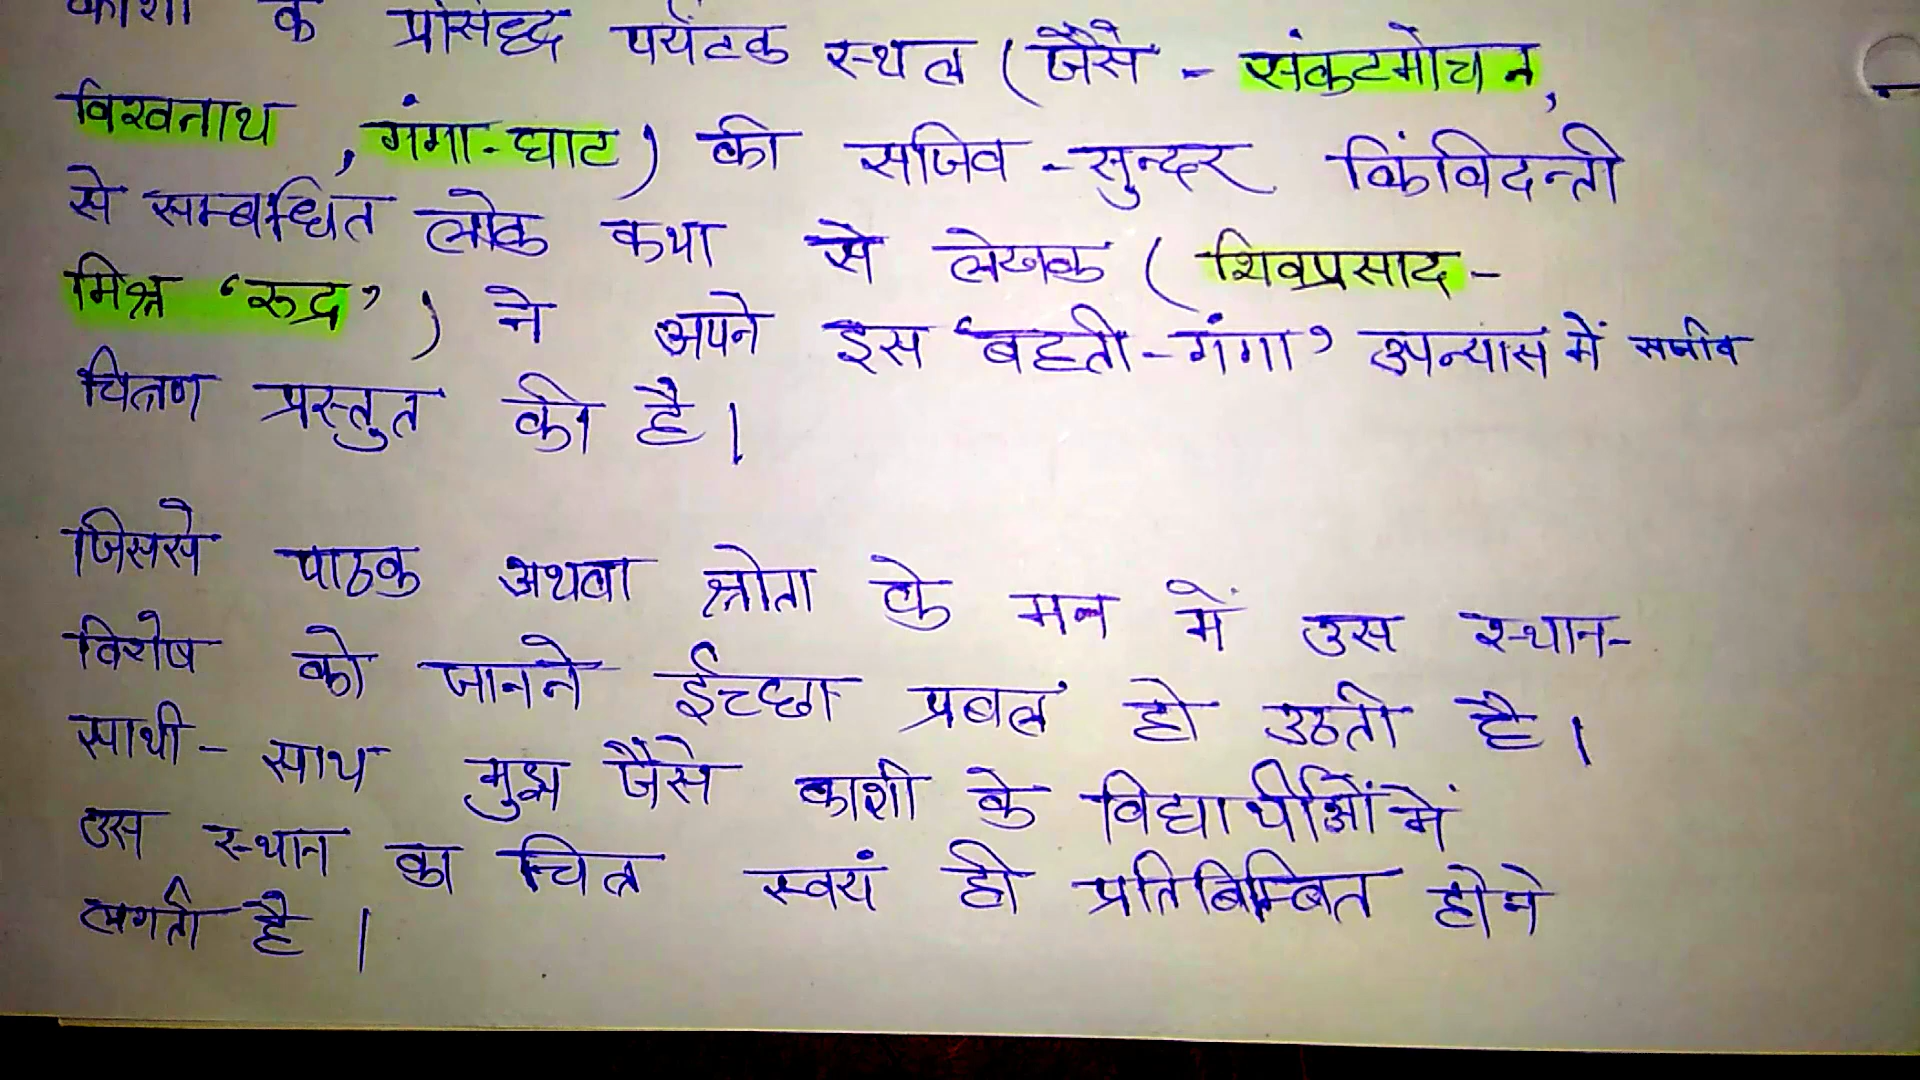 काशी के प्रसिद्ध पर्यटक स्थल (जैसे - संकटमोचन,
विश्वनाथ , गंगा-घाट) की सजिव - सुन्दर किंविदन्ती
से सम्बन्धित लोक कथा से लेखक ( शिवप्रसाद -
मिश्र 'रुद्र' ) ने अपने इस 'बहती - गंगा' उपन्यास में सजीव
चित्रण प्रस्तुत की है।
जिससे पाठक अथवा श्रोता के मन में उस स्थान-
विशेष को जानने ईच्छा प्रबल हो उठती है।
साथी - साथ मुझ जैसे काशी के विद्यार्थीओं में
उस स्थान का चित्र स्वयं ही प्रतिबिम्बित होने
लगती है ।